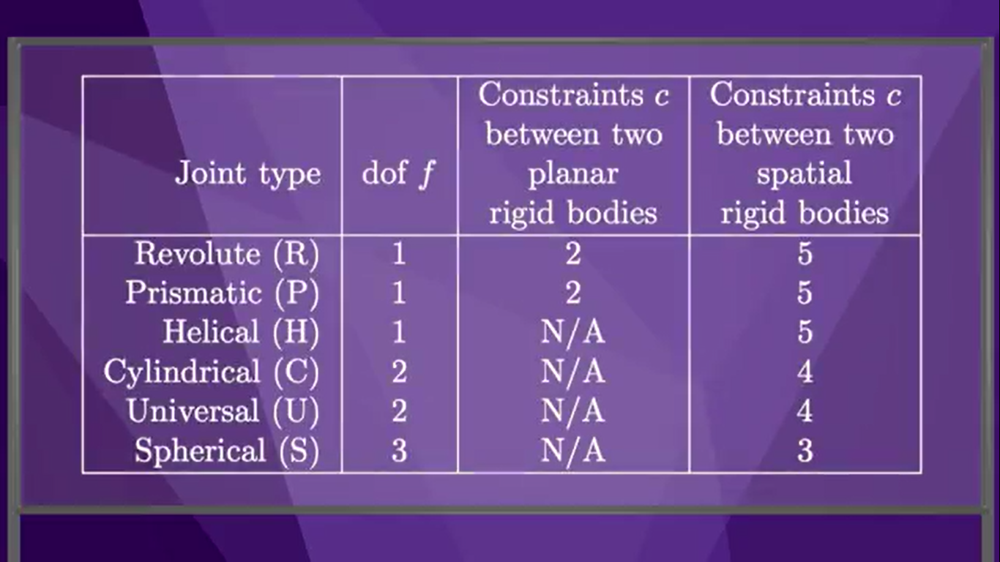 Joint type | dof f | Constraints c between two planar rigid bodies | Constraints c between two spatial rigid bodies
Revolute (R) | 1 | 2 | 5
Prismatic (P) | 1 | 2 | 5
Helical (H) | 1 | N/A | 5
Cylindrical (C) | 2 | N/A | 4
Universal (U) | 2 | N/A | 4
Spherical (S) | 3 | N/A | 3